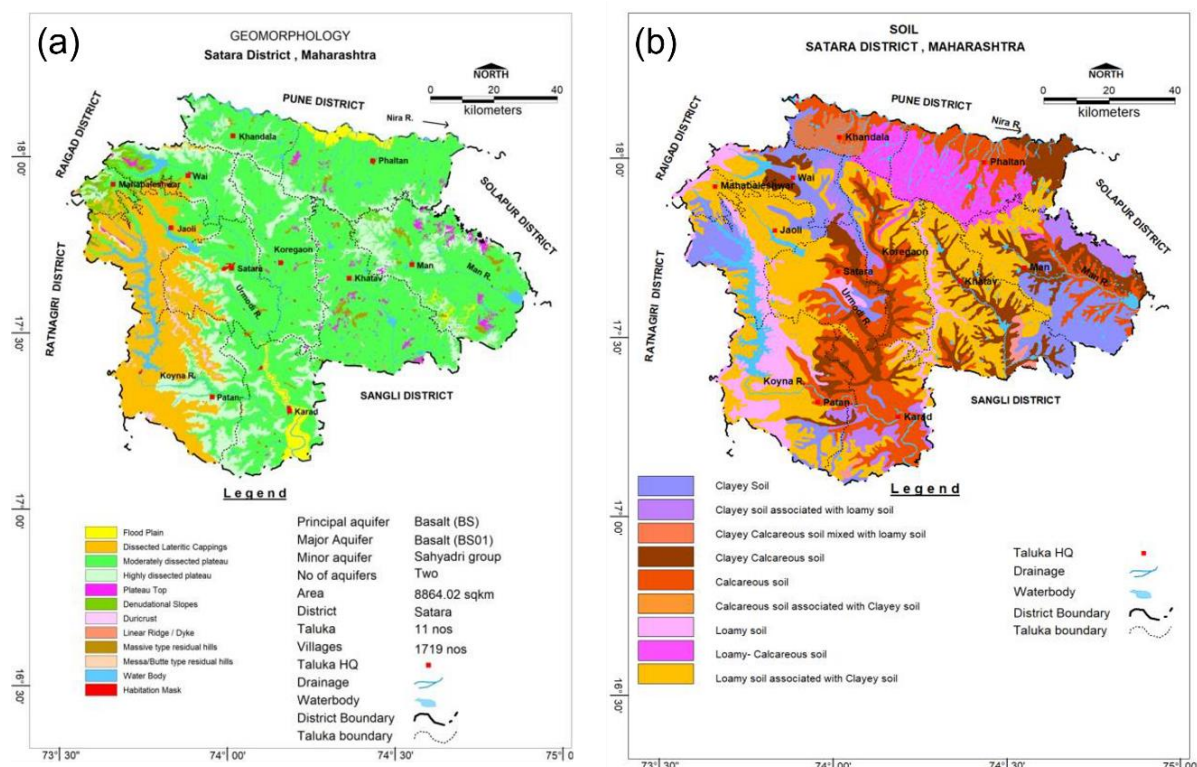 (a)
GEOMORPHOLOGY
Satara District , Maharashtra
NORTH
0 20 40
kilometers
PUNE DISTRICT
Nira R.
RAIGAD DISTRICT
SOLAPUR DISTRICT
RATNAGIRI DISTRICT
SANGLI DISTRICT
Khandala
Phaltan
Wai
Mahabaleshwar
Jaoli
Koregaon
Satara
Man
Khatav
Man R.
Urmodi R.
Koyna R.
Patan
Karad
18° 00'
17° 30'
17° 00'
16° 30'
Legend
Flood Plain
Dissected Lateritic Cappings
Moderately dissected plateau
Highly dissected plateau
Plateau Top
Denudational Slopes
Duricrust
Linear Ridge / Dyke
Massive type residual hills
Messa/Butte type residual hills
Water Body
Habitation Mask
Principal aquifer Basalt (BS)
Major Aquifer Basalt (BS01)
Minor aquifer Sahyadri group
No of aquifers Two
Area 8864.02 sqkm
District Satara
Taluka 11 nos
Villages 1719 nos
Taluka HQ
Drainage
Waterbody
District Boundary
Taluka boundary
73° 30' 74° 00' 74° 30'
(b)
SOIL
SATARA DISTRICT , MAHARASHTRA
NORTH
0 20 40
kilometers
PUNE DISTRICT
Nira R.
RAIGAD DISTRICT
SOLAPUR DISTRICT
RATNAGIRI DISTRICT
SANGLI DISTRICT
Khandala
Phaltan
Wai
Mahabaleshwar
Jaoli
Koregaon
Satara
Man
Khatav
Man R.
Urmodi R.
Koyna R.
Patan
Karad
18° 00'
17° 30'
17° 00'
16° 30'
Legend
Clayey Soil
Clayey soil associated with loamy soil
Clayey Calcareous soil mixed with loamy soil
Clayey Calcareous soil
Calcareous soil
Calcareous soil associated with Clayey soil
Loamy soil
Loamy- Calcareous soil
Loamy soil associated with Clayey soil
Taluka HQ
Drainage
Waterbody
District Boundary
Taluka boundary